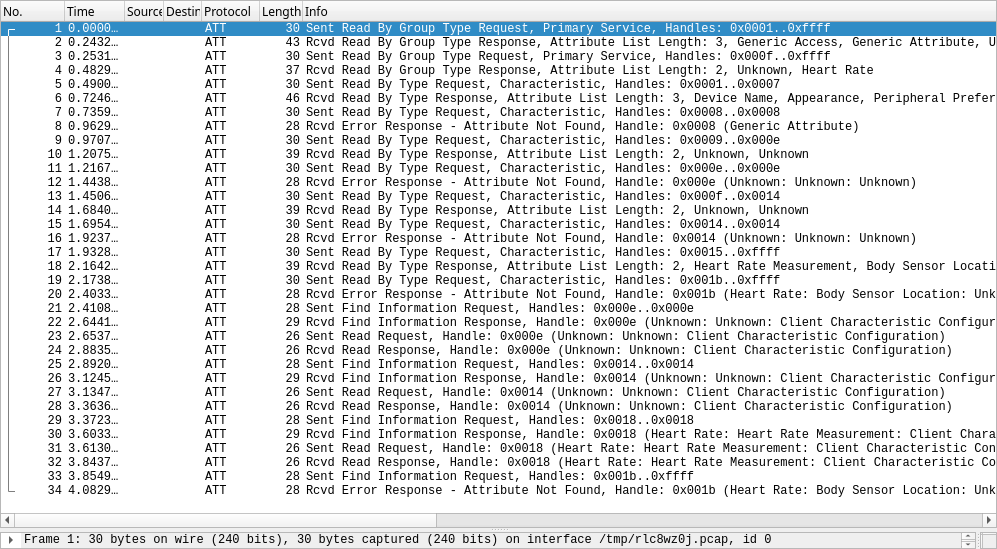 No. Time Source Destin Protocol Length Info
1 0.0000… ATT 30 Sent Read By Group Type Request, Primary Service, Handles: 0x0001..0xffff
2 0.2432… ATT 43 Rcvd Read By Group Type Response, Attribute List Length: 3, Generic Access, Generic Attribute, U
3 0.2531… ATT 30 Sent Read By Group Type Request, Primary Service, Handles: 0x000f..0xffff
4 0.4829… ATT 37 Rcvd Read By Group Type Response, Attribute List Length: 2, Unknown, Heart Rate
5 0.4900… ATT 30 Sent Read By Type Request, Characteristic, Handles: 0x0001..0x0007
6 0.7246… ATT 46 Rcvd Read By Type Response, Attribute List Length: 3, Device Name, Appearance, Peripheral Prefer
7 0.7359… ATT 30 Sent Read By Type Request, Characteristic, Handles: 0x0008..0x0008
8 0.9629… ATT 28 Rcvd Error Response - Attribute Not Found, Handle: 0x0008 (Generic Attribute)
9 0.9707… ATT 30 Sent Read By Type Request, Characteristic, Handles: 0x0009..0x000e
10 1.2075… ATT 39 Rcvd Read By Type Response, Attribute List Length: 2, Unknown, Unknown
11 1.2167… ATT 30 Sent Read By Type Request, Characteristic, Handles: 0x000e..0x000e
12 1.4438… ATT 28 Rcvd Error Response - Attribute Not Found, Handle: 0x000e (Unknown: Unknown: Unknown)
13 1.4506… ATT 30 Sent Read By Type Request, Characteristic, Handles: 0x000f..0x0014
14 1.6840… ATT 39 Rcvd Read By Type Response, Attribute List Length: 2, Unknown, Unknown
15 1.6954… ATT 30 Sent Read By Type Request, Characteristic, Handles: 0x0014..0x0014
16 1.9237… ATT 28 Rcvd Error Response - Attribute Not Found, Handle: 0x0014 (Unknown: Unknown: Unknown)
17 1.9328… ATT 30 Sent Read By Type Request, Characteristic, Handles: 0x0015..0xffff
18 2.1642… ATT 39 Rcvd Read By Type Response, Attribute List Length: 2, Heart Rate Measurement, Body Sensor Locati
19 2.1738… ATT 30 Sent Read By Type Request, Characteristic, Handles: 0x001b..0xffff
20 2.4033… ATT 28 Rcvd Error Response - Attribute Not Found, Handle: 0x001b (Heart Rate: Body Sensor Location: Unk
21 2.4108… ATT 28 Sent Find Information Request, Handles: 0x000e..0x000e
22 2.6441… ATT 29 Rcvd Find Information Response, Handle: 0x000e (Unknown: Unknown: Client Characteristic Configur
23 2.6537… ATT 26 Sent Read Request, Handle: 0x000e (Unknown: Unknown: Client Characteristic Configuration)
24 2.8835… ATT 26 Rcvd Read Response, Handle: 0x000e (Unknown: Unknown: Client Characteristic Configuration)
25 2.8920… ATT 28 Sent Find Information Request, Handles: 0x0014..0x0014
26 3.1245… ATT 29 Rcvd Find Information Response, Handle: 0x0014 (Unknown: Unknown: Client Characteristic Configur
27 3.1347… ATT 26 Sent Read Request, Handle: 0x0014 (Unknown: Unknown: Client Characteristic Configuration)
28 3.3636… ATT 26 Rcvd Read Response, Handle: 0x0014 (Unknown: Unknown: Client Characteristic Configuration)
29 3.3723… ATT 28 Sent Find Information Request, Handles: 0x0018..0x0018
30 3.6033… ATT 29 Rcvd Find Information Response, Handle: 0x0018 (Heart Rate: Heart Rate Measurement: Client Chara
31 3.6130… ATT 26 Sent Read Request, Handle: 0x0018 (Heart Rate: Heart Rate Measurement: Client Characteristic Con
32 3.8437… ATT 26 Rcvd Read Response, Handle: 0x0018 (Heart Rate: Heart Rate Measurement: Client Characteristic Co
33 3.8549… ATT 28 Sent Find Information Request, Handles: 0x001b..0xffff
34 4.0829… ATT 28 Rcvd Error Response - Attribute Not Found, Handle: 0x001b (Heart Rate: Body Sensor Location: Unk
Frame 1: 30 bytes on wire (240 bits), 30 bytes captured (240 bits) on interface /tmp/rlc8wz0j.pcap, id 0